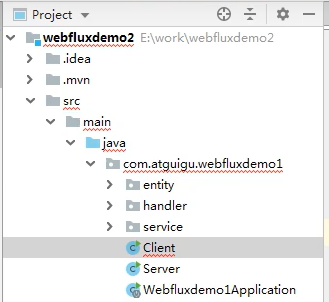 Project
webfluxdemo2 E:\work\webfluxdemo2
.idea
.mvn
src
main
java
com.atguigu.webfluxdemo1
entity
handler
service
Client
Server
Webfluxdemo1Application